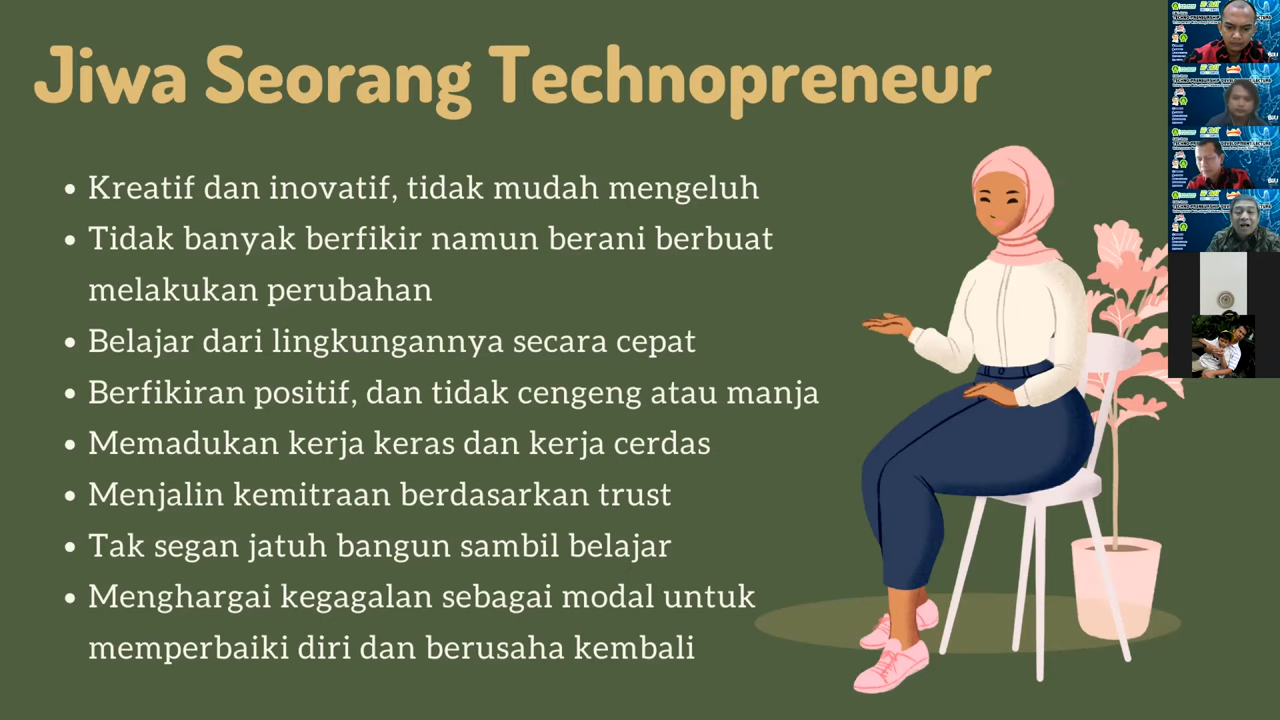 Jiwa Seorang Technopreneur
• Kreatif dan inovatif, tidak mudah mengeluh
• Tidak banyak berfikir namun berani berbuat
melakukan perubahan
• Belajar dari lingkungannya secara cepat
• Berfikiran positif, dan tidak cengeng atau manja
• Memadukan kerja keras dan kerja cerdas
• Menjalin kemitraan berdasarkan trust
• Tak segan jatuh bangun sambil belajar
• Menghargai kegagalan sebagai modal untuk
memperbaiki diri dan berusaha kembali